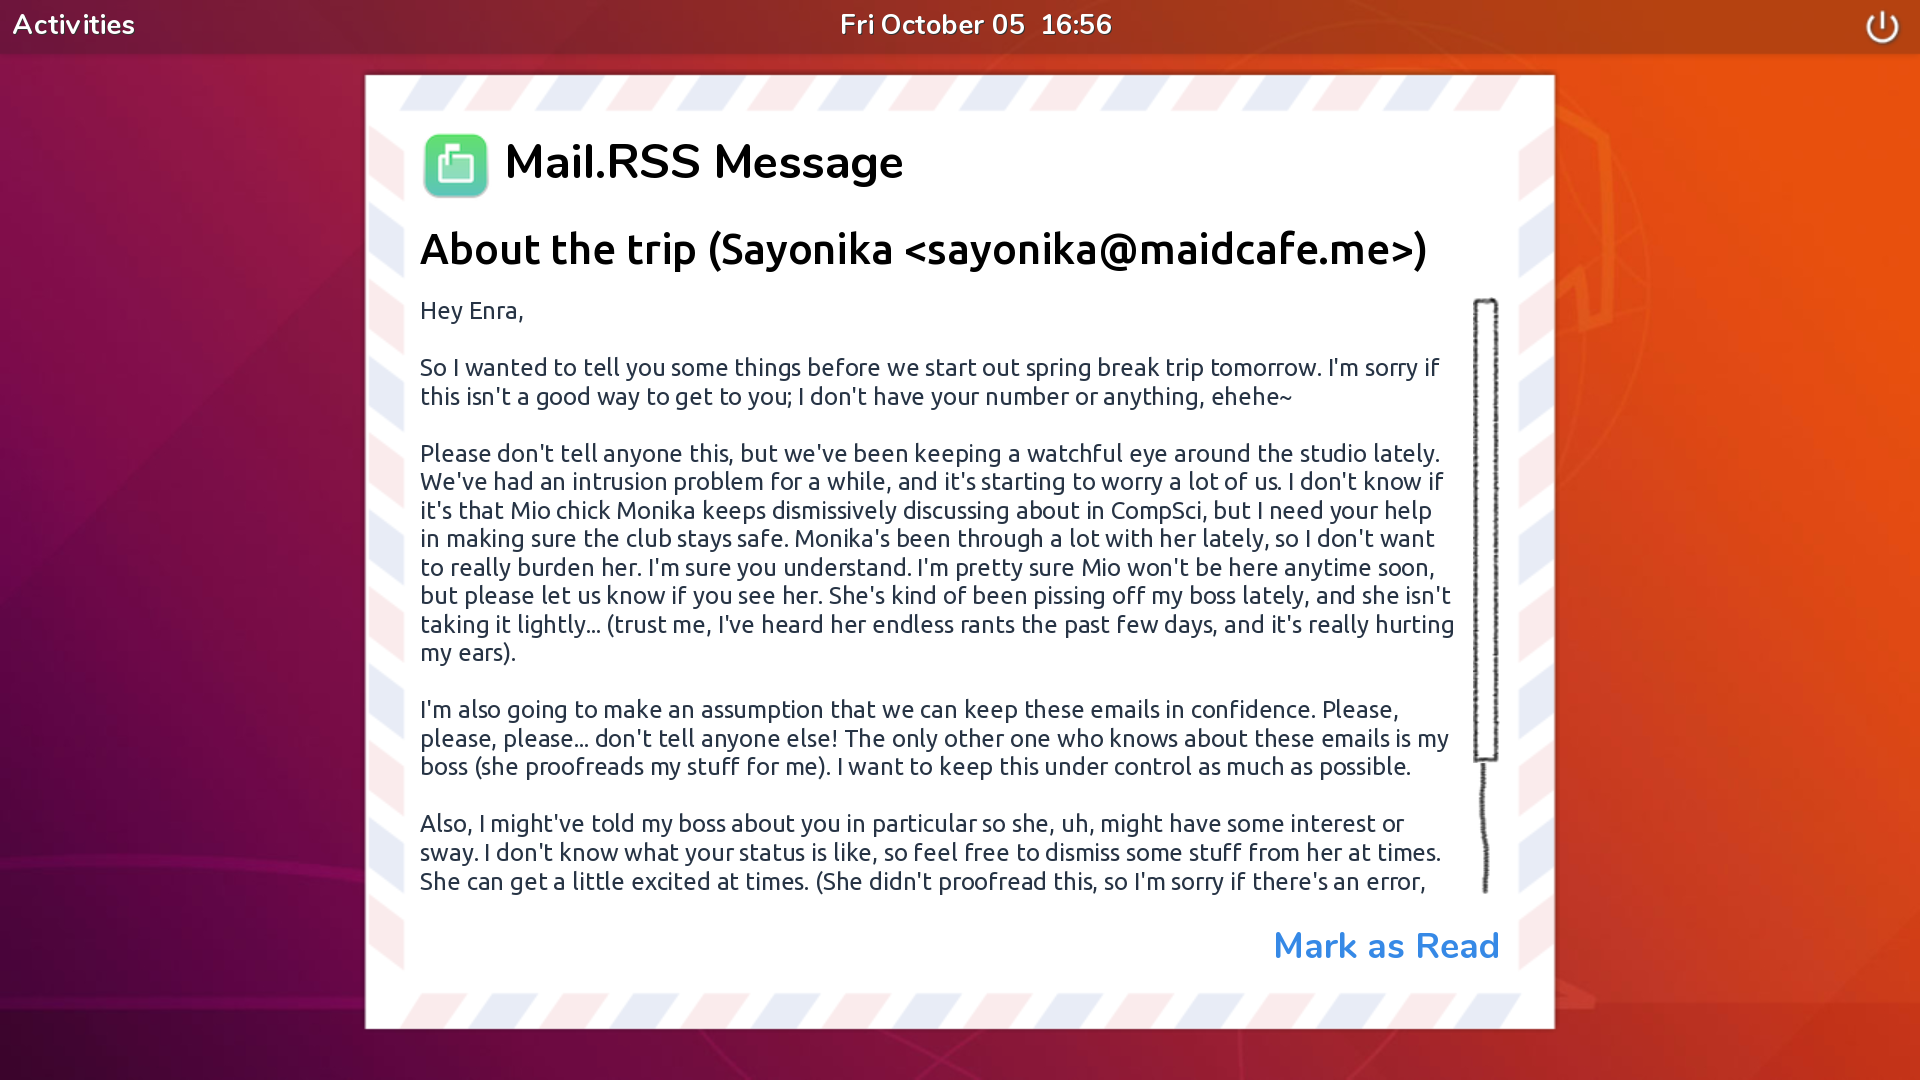 Activities
Fri October 05 16:56
Mail.RSS Message
About the trip (Sayonika <sayonika@maidcafe.me>)
Hey Enra,
So I wanted to tell you some things before we start out spring break trip tomorrow. I'm sorry if
this isn't a good way to get to you; I don't have your number or anything, ehehe~
Please don't tell anyone this, but we've been keeping a watchful eye around the studio lately.
We've had an intrusion problem for a while, and it's starting to worry a lot of us. I don't know if
it's that Mio chick Monika keeps dismissively discussing about in CompSci, but I need your help
in making sure the club stays safe. Monika's been through a lot with her lately, so I don't want
to really burden her. I'm sure you understand. I'm pretty sure Mio won't be here anytime soon,
but please let us know if you see her. She's kind of been pissing off my boss lately, and she isn't
taking it lightly... (trust me, I've heard her endless rants the past few days, and it's really hurting
my ears).
I'm also going to make an assumption that we can keep these emails in confidence. Please,
please, please... don't tell anyone else! The only other one who knows about these emails is my
boss (she proofreads my stuff for me). I want to keep this under control as much as possible.
Also, I might've told my boss about you in particular so she, uh, might have some interest or
sway. I don't know what your status is like, so feel free to dismiss some stuff from her at times.
She can get a little excited at times. (She didn't proofread this, so I'm sorry if there's an error,
Mark as Read